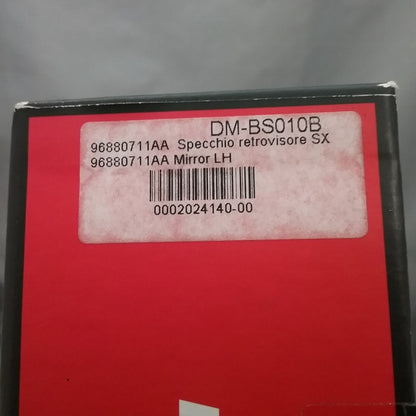 DM-BS010B
96880711AA Specchio retrovisore SX
96880711AA Mirror LH
0002024140-00